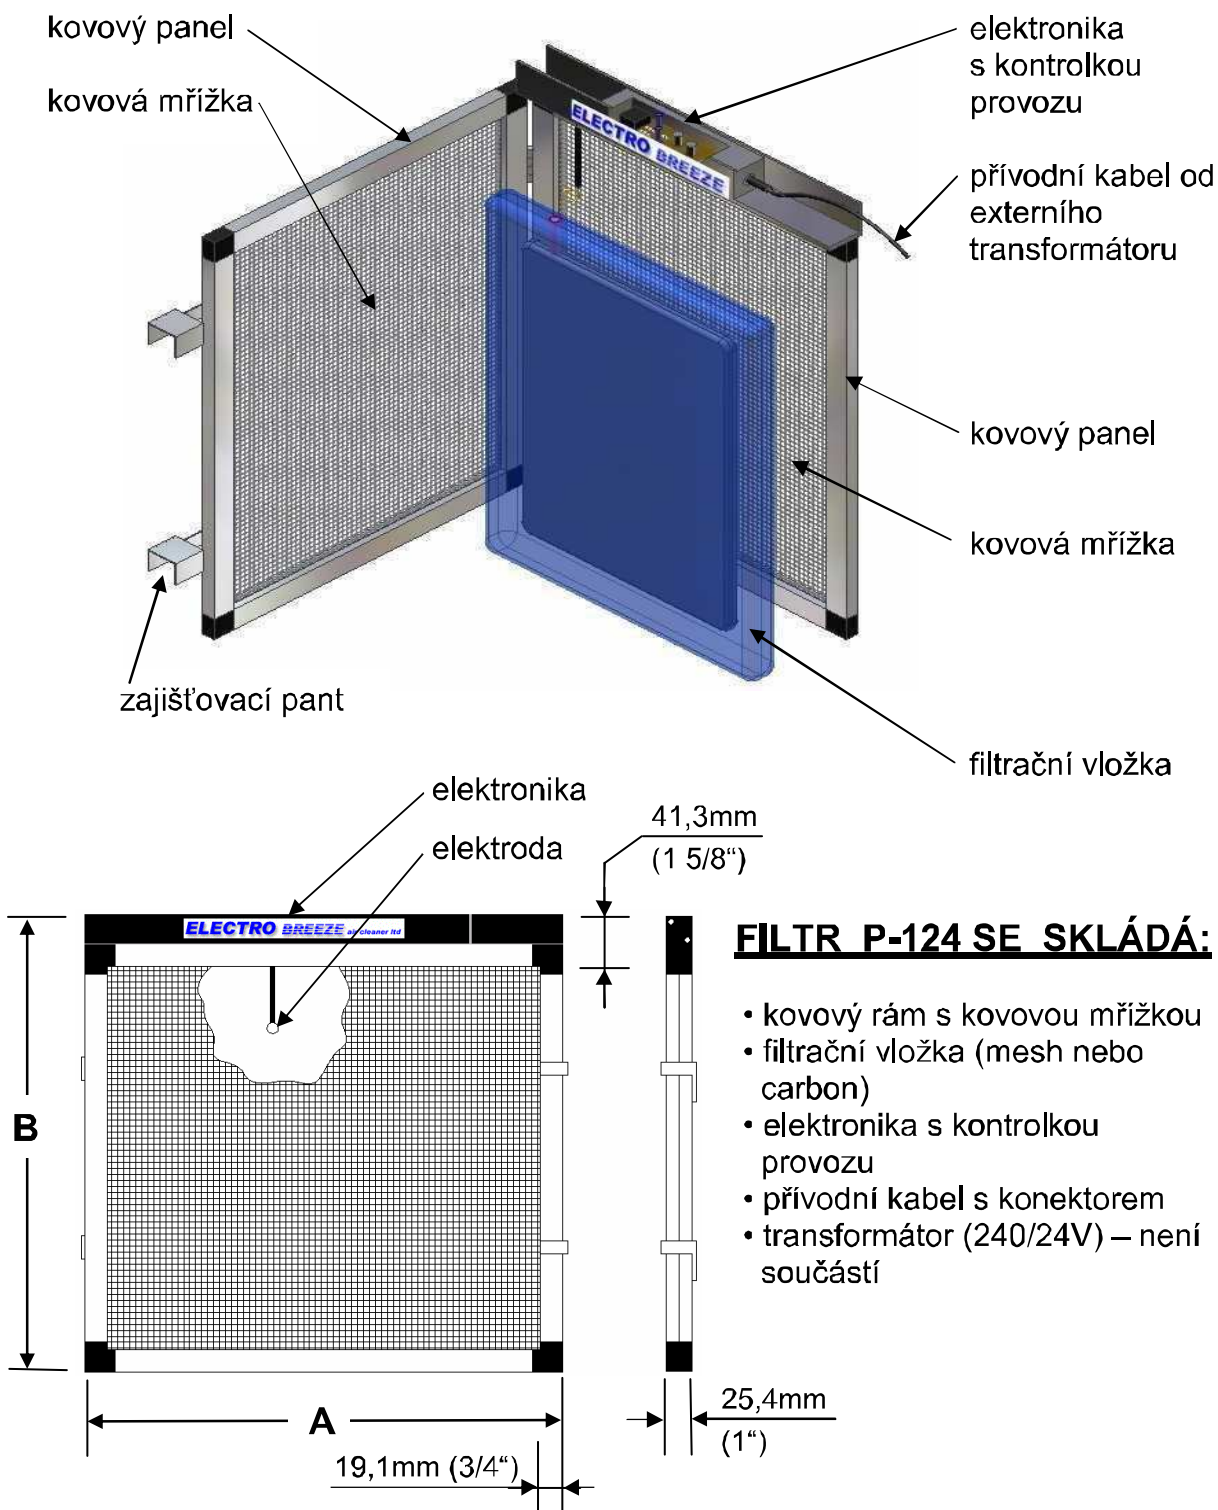 kovový panel
kovová mřížka
elektronika
s kontrolkou
provozu
přívodní kabel od
externího
transformátoru
ELECTRO BREEZE
kovový panel
kovová mřížka
zajišťovací pant
filtrační vložka
elektronika
elektroda
41,3mm
(1 5/8“)
ELECTRO BREEZE air cleaner ltd
FILTR P-124 SE SKLÁDÁ:
• kovový rám s kovovou mřížkou
• filtrační vložka (mesh nebo
carbon)
• elektronika s kontrolkou
provozu
• přívodní kabel s konektorem
• transformátor (240/24V) – není
součástí
B
A
25,4mm
(1“)
19,1mm (3/4“)